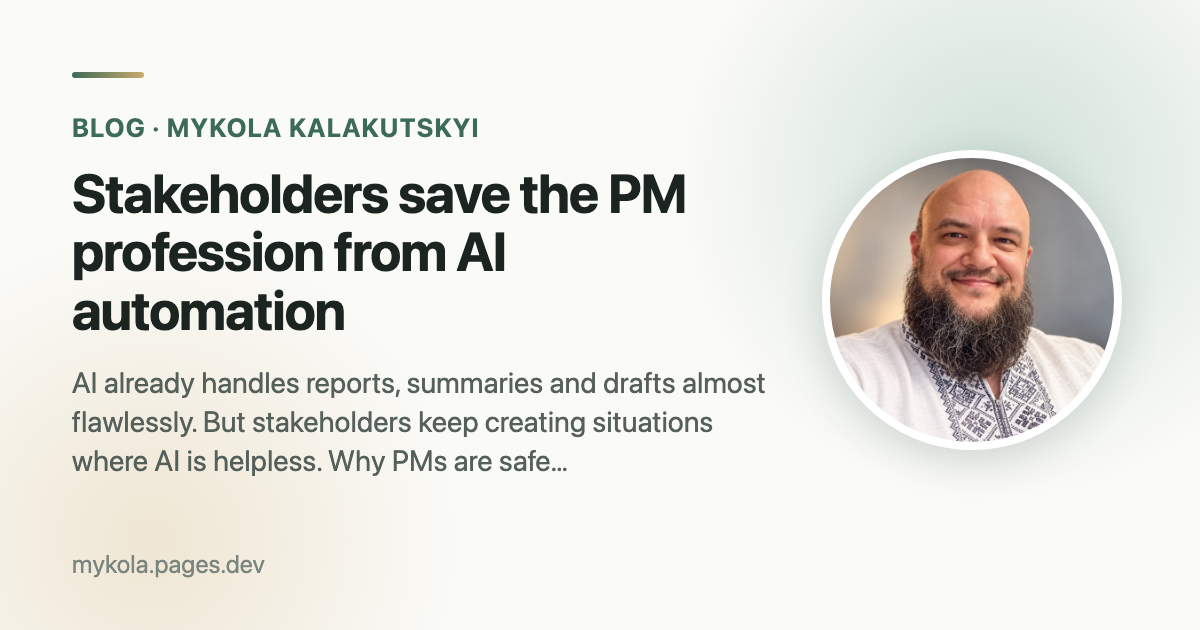 BLOG · MYKOLA KALAKUTSKYI
Stakeholders save the PM
profession from AI
automation
AI already handles reports, summaries and drafts almost
flawlessly. But stakeholders keep creating situations
where AI is helpless. Why PMs are safe…
mykola.pages.dev